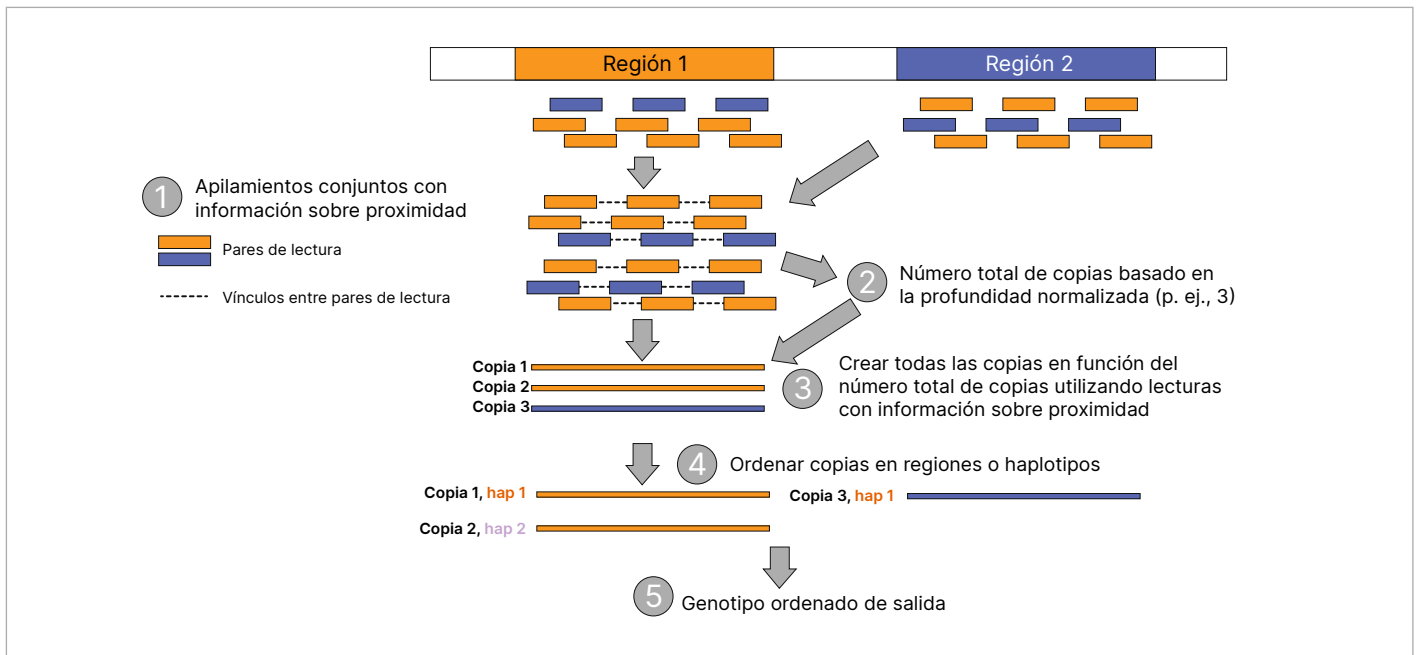 Región 1
Región 2
1
Apilamientos conjuntos con
información sobre proximidad
Pares de lectura
Vínculos entre pares de lectura
2
Número total de copias basado en
la profundidad normalizada (p. ej., 3)
Copia 1
Copia 2
Copia 3
3
Crear todas las copias en función del
número total de copias utilizando lecturas
con información sobre proximidad
4
Ordenar copias en regiones o haplotipos
Copia 1, hap 1
Copia 3, hap 1
Copia 2, hap 2
5
Genotipo ordenado de salida